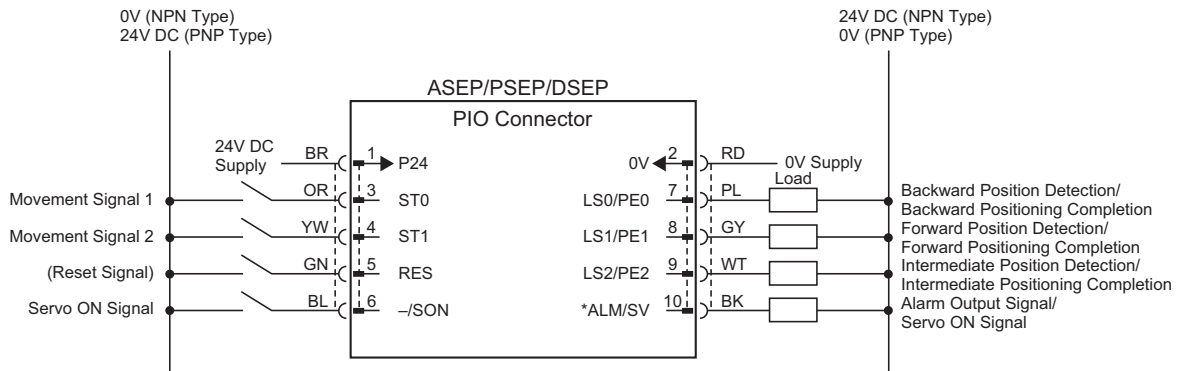 0V (NPN Type)
24V DC (PNP Type)
24V DC (NPN Type)
0V (PNP Type)
ASEP/PSEP/DSEP
PIO Connector
24V DC
Supply
BR
1
P24
0V
2
RD
0V Supply
Load
Movement Signal 1
OR
3
ST0
LS0/PE0
7
PL
Backward Position Detection/
Backward Positioning Completion
Movement Signal 2
YW
4
ST1
LS1/PE1
8
GY
Forward Position Detection/
Forward Positioning Completion
(Reset Signal)
GN
5
RES
LS2/PE2
9
WT
Intermediate Position Detection/
Intermediate Positioning Completion
Servo ON Signal
BL
6
–/SON
*ALM/SV
10
BK
Alarm Output Signal/
Servo ON Signal